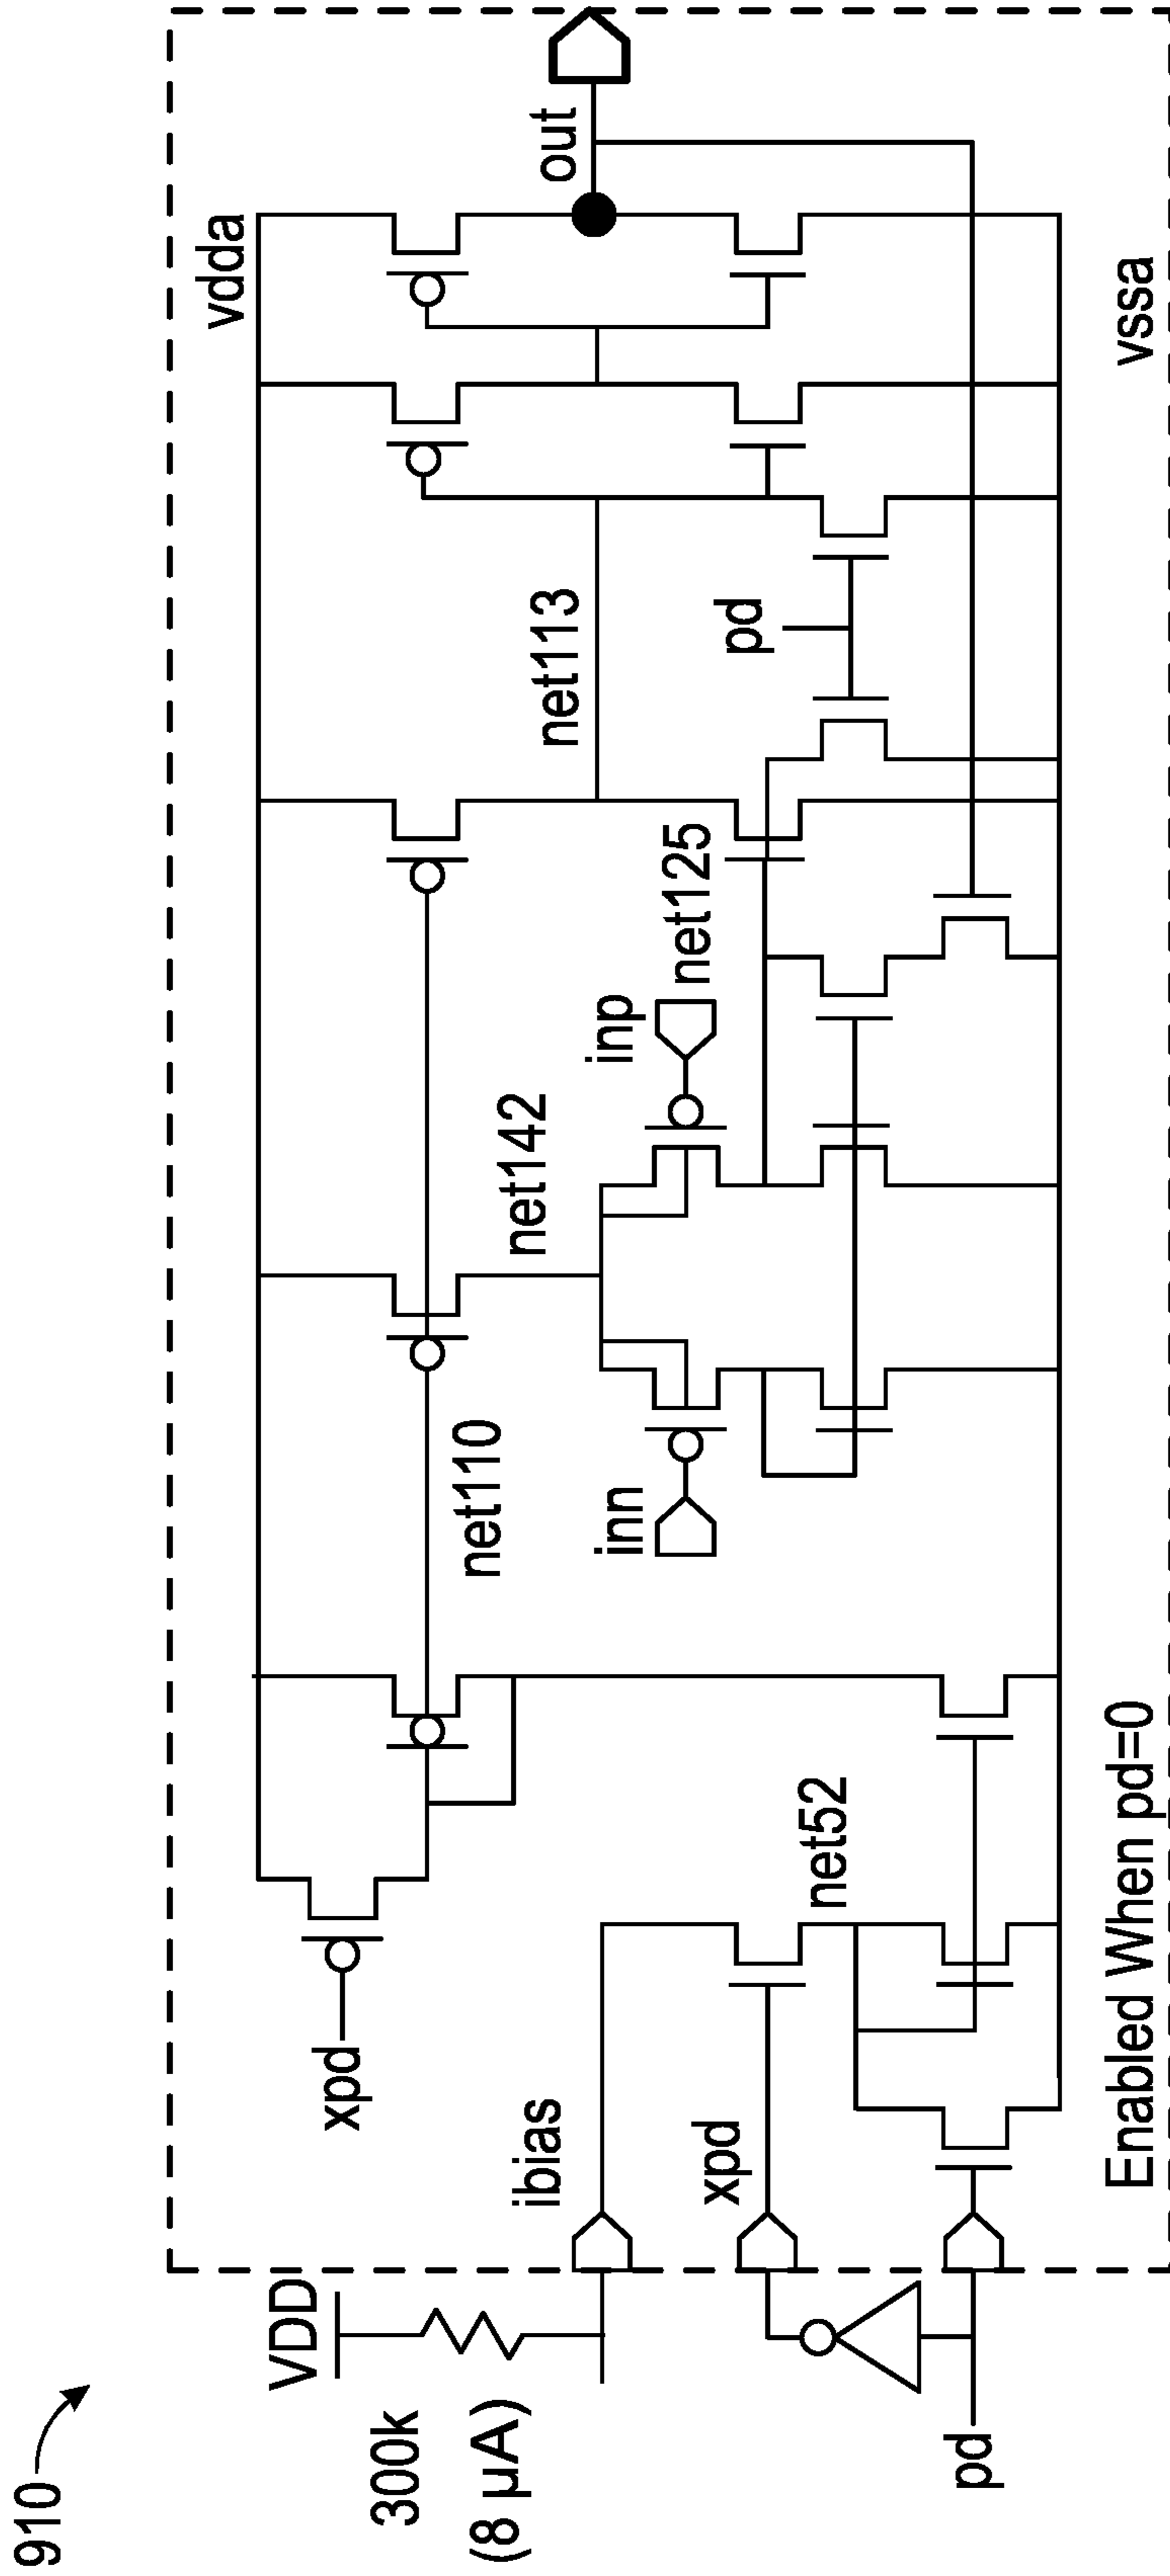 910
VDD
300k
(8 µA)
ibias
xpd
pd
xpd
net52
net110
inn
net142
inp
net125
net113
pd
vdda
out
vssa
Enabled When pd=0